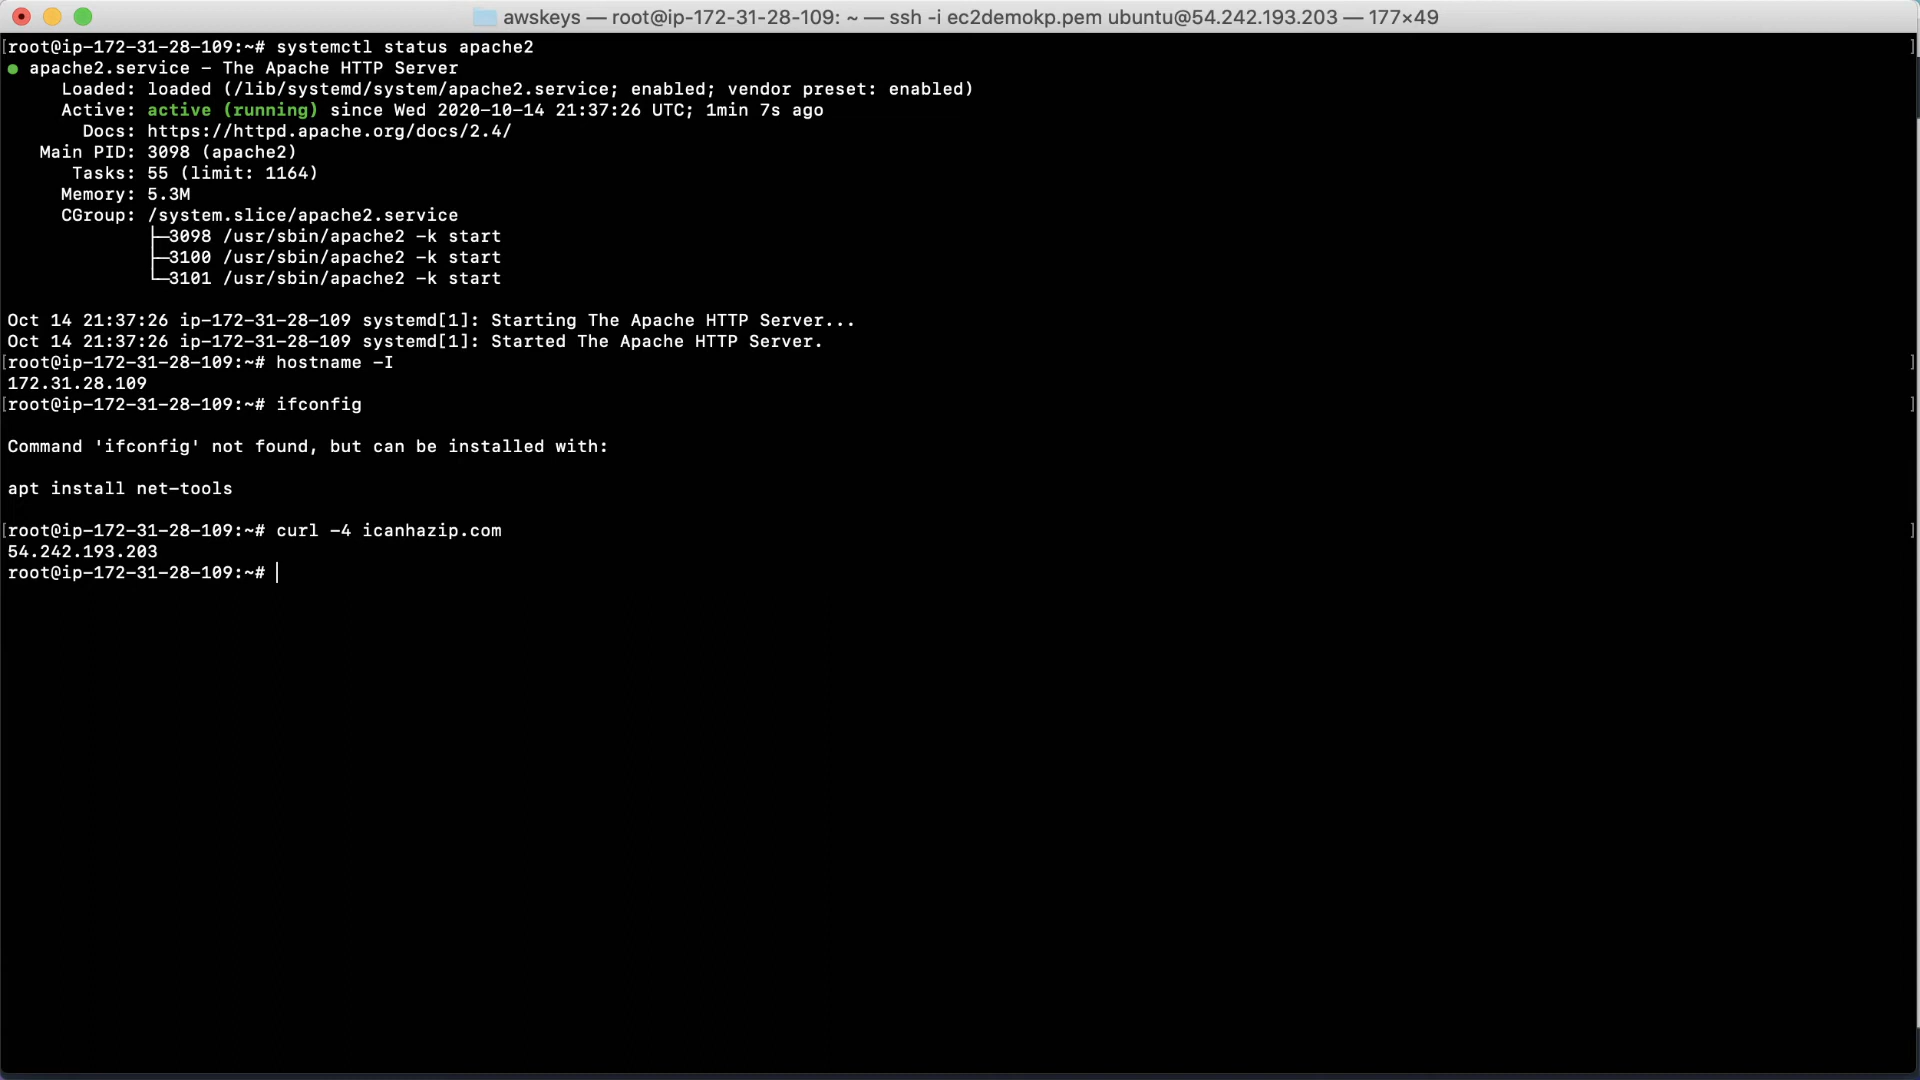 awskeys — root@ip-172-31-28-109: ~ — ssh -i ec2demokp.pem ubuntu@54.242.193.203 — 177×49
[root@ip-172-31-28-109:~# systemctl status apache2 ]
● apache2.service - The Apache HTTP Server
Loaded: loaded (/lib/systemd/system/apache2.service; enabled; vendor preset: enabled)
Active: active (running) since Wed 2020-10-14 21:37:26 UTC; 1min 7s ago
Docs: https://httpd.apache.org/docs/2.4/
Main PID: 3098 (apache2)
Tasks: 55 (limit: 1164)
Memory: 5.3M
CGroup: /system.slice/apache2.service
├─3098 /usr/sbin/apache2 -k start
├─3100 /usr/sbin/apache2 -k start
└─3101 /usr/sbin/apache2 -k start
Oct 14 21:37:26 ip-172-31-28-109 systemd[1]: Starting The Apache HTTP Server...
Oct 14 21:37:26 ip-172-31-28-109 systemd[1]: Started The Apache HTTP Server.
[root@ip-172-31-28-109:~# hostname -I ]
172.31.28.109
[root@ip-172-31-28-109:~# ifconfig ]
Command 'ifconfig' not found, but can be installed with:
apt install net-tools
[root@ip-172-31-28-109:~# curl -4 icanhazip.com ]
54.242.193.203
root@ip-172-31-28-109:~#